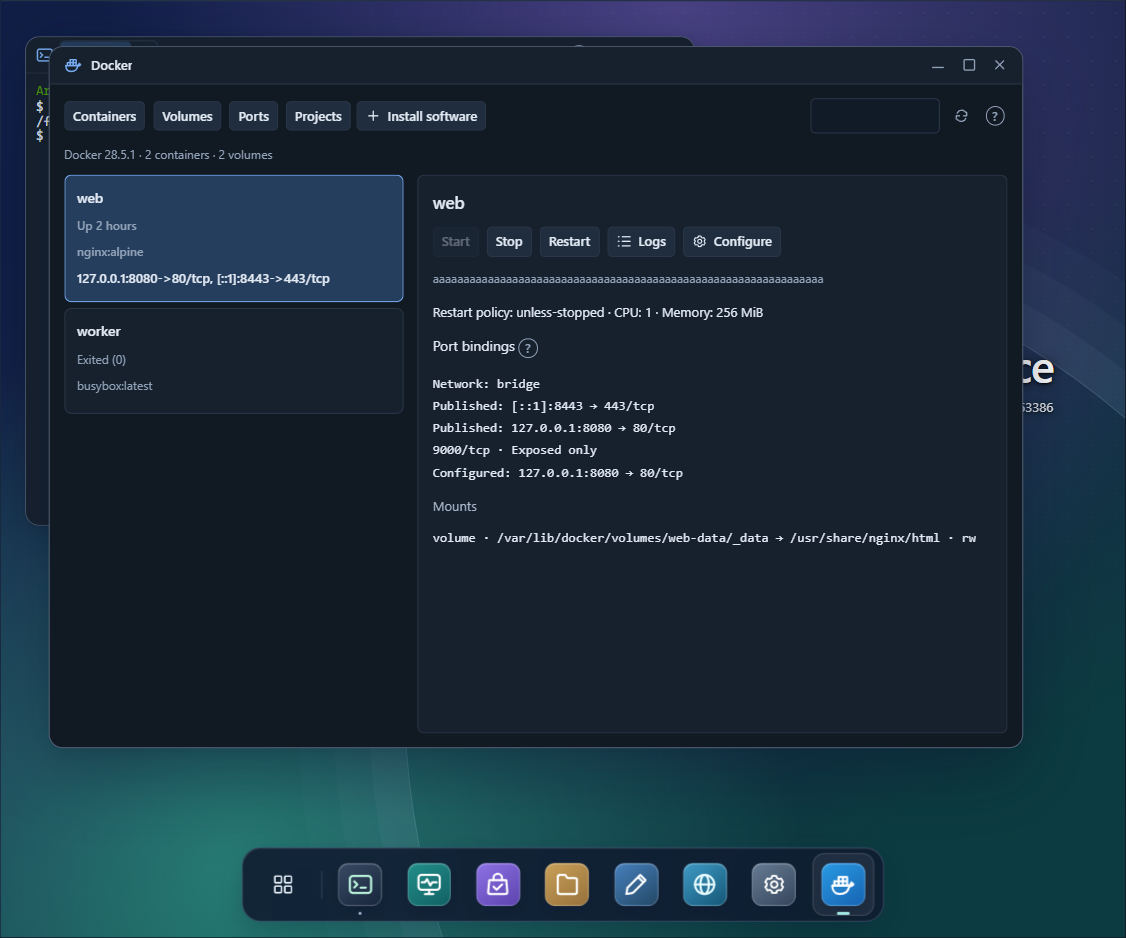 Docker
Containers
Volumes
Ports
Projects
Install software
?
Docker 28.5.1 · 2 containers · 2 volumes
web
Up 2 hours
nginx:alpine
127.0.0.1:8080->80/tcp, [::1]:8443->443/tcp
worker
Exited (0)
busybox:latest
web
Start
Stop
Restart
Logs
Configure
aaaaaaaaaaaaaaaaaaaaaaaaaaaaaaaaaaaaaaaaaaaaaaaaaaaaaaaaaaaaaaaa
Restart policy: unless-stopped · CPU: 1 · Memory: 256 MiB
Port bindings ?
Network: bridge
Published: [::1]:8443 → 443/tcp
Published: 127.0.0.1:8080 → 80/tcp
9000/tcp · Exposed only
Configured: 127.0.0.1:8080 → 80/tcp
Mounts
volume · /var/lib/docker/volumes/web-data/_data → /usr/share/nginx/html · rw
$
$